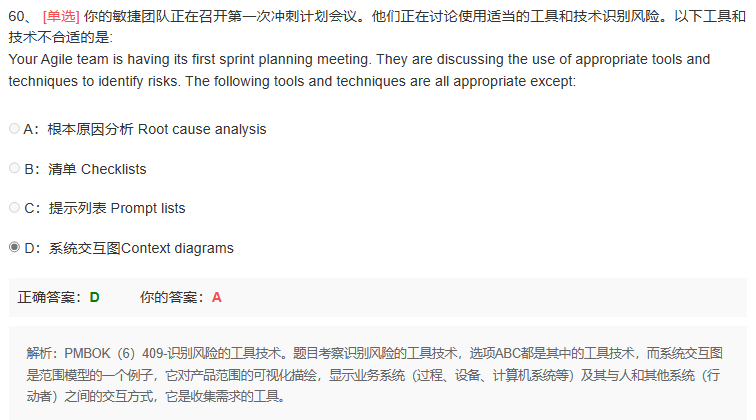 60、 [单选] 你的敏捷团队正在召开第一次冲刺计划会议。他们正在讨论使用适当的工具和技术识别风险。以下工具和
技术不合适的是:
Your Agile team is having its first sprint planning meeting. They are discussing the use of appropriate tools and
techniques to identify risks. The following tools and techniques are all appropriate except:
A：根本原因分析 Root cause analysis
B：清单 Checklists
C：提示列表 Prompt lists
D：系统交互图Context diagrams
正确答案：D 你的答案：A
解析：PMBOK（6）409-识别风险的工具技术。题目考察识别风险的工具技术，选项ABC都是其中的工具技术，而系统交互图
是范围模型的一个例子，它对产品范围的可视化描绘，显示业务系统（过程、设备、计算机系统等）及其与人和其他系统（行
动者）之间的交互方式，它是收集需求的工具。